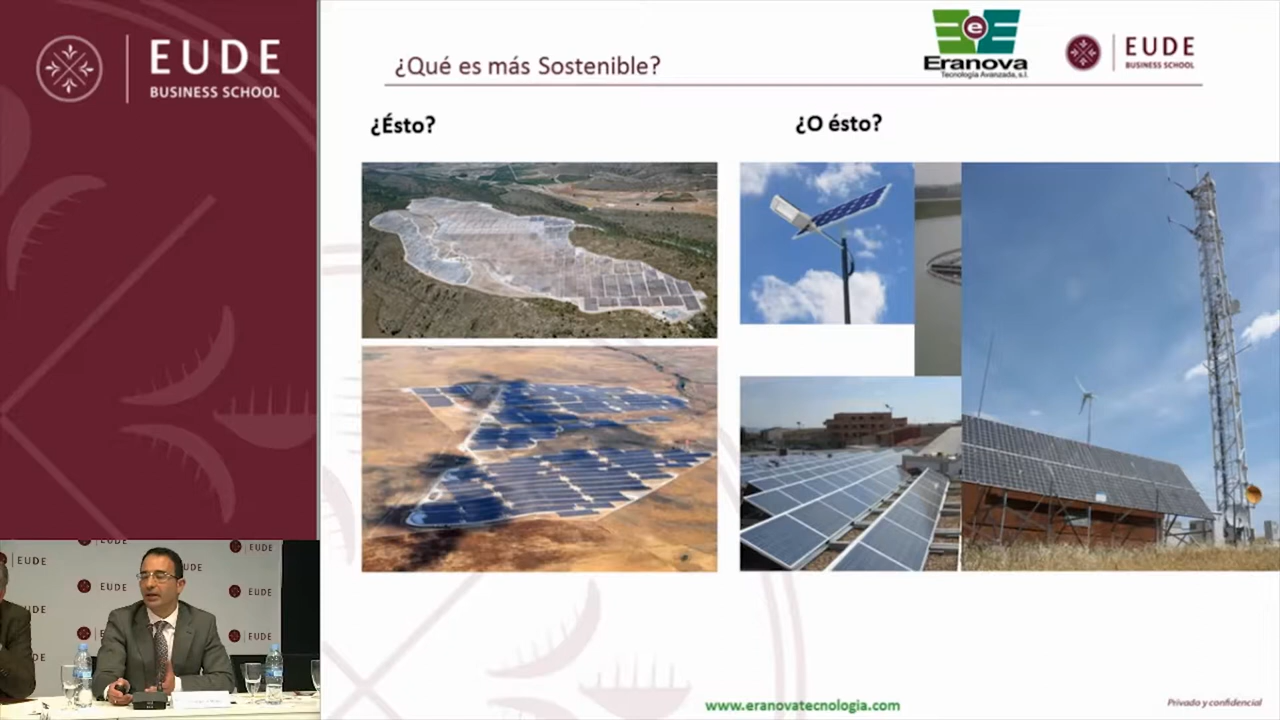 EUDE
BUSINESS SCHOOL
¿Qué es más Sostenible?
Eranova
Tecnología Avanzada, s.l.
EUDE
BUSINESS SCHOOL
¿Ésto?
¿O ésto?
EUDE
EUDE
EUDE
EUDE
EUDE
EUDE
www.eranovatecnologia.com
Privado y confidencial